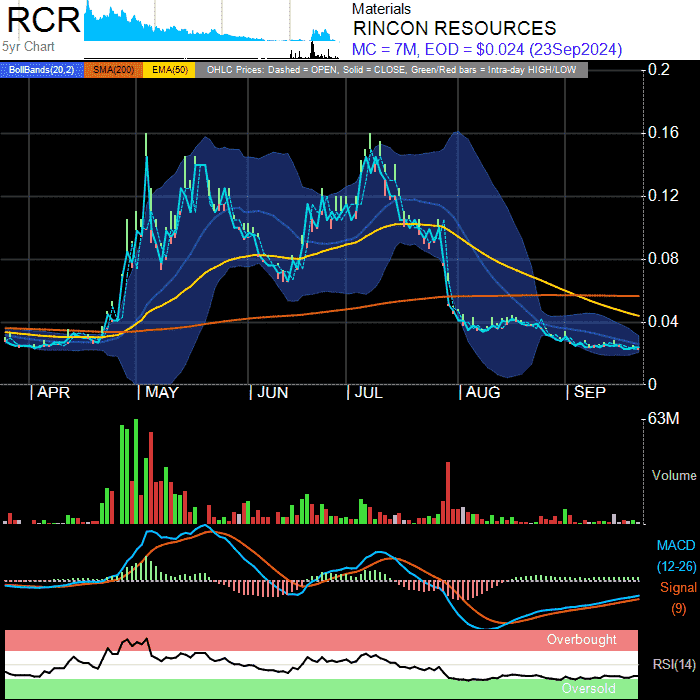 RCR
5yr Chart
Materials
RINCON RESOURCES
MC = 7M, EOD = $0.024 (23Sep2024)
BollBands(20,2) SMA(200) EMA(50) OHLC Prices: Dashed = OPEN, Solid = CLOSE, Green/Red bars = Intra-day HIGH/LOW
0.2
0.16
0.12
0.08
0.04
0
APR MAY JUN JUL AUG SEP
63M
Volume
MACD
(12-26)
Signal
(9)
Overbought
RSI(14)
Oversold